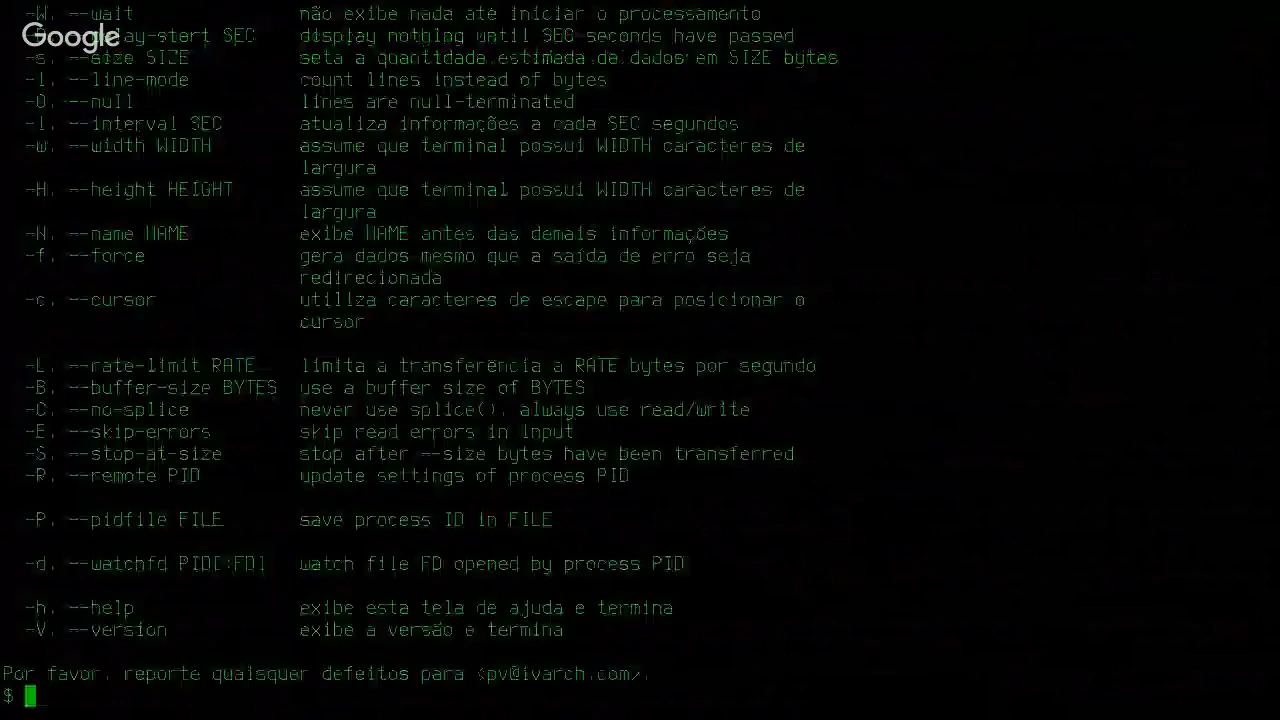 -W, --wait não exibe nada até iniciar o processamento
Google
-D, --delay-start SEC display nothing until SEC seconds have passed
-s, --size SIZE seta a quantidade estimada de dados em SIZE bytes
-l, --line-mode count lines instead of bytes
-0, --null lines are null-terminated
-i, --interval SEC atualiza informações a cada SEC segundos
-w, --width WIDTH assume que terminal possui WIDTH caracteres de
largura
-H, --height HEIGHT assume que terminal possui WIDTH caracteres de
largura
-N, --name NAME exibe NAME antes das demais informações
-f, --force gera dados mesmo que a saída de erro seja
redirecionada
-c, --cursor utiliza caracteres de escape para posicionar o
cursor
-L, --rate-limit RATE limita a transferência a RATE bytes por segundo
-B, --buffer-size BYTES use a buffer size of BYTES
-C, --no-splice never use splice(), always use read/write
-E, --skip-errors skip read errors in input
-S, --stop-at-size stop after --size bytes have been transferred
-R, --remote PID update settings of process PID
-P, --pidfile FILE save process ID in FILE
-d, --watchfd PID[:FD] watch file FD opened by process PID
-h, --help exibe esta tela de ajuda e termina
-V, --version exibe a versão e termina
Por favor, reporte quaisquer defeitos para <pv@ivarch.com>.
$